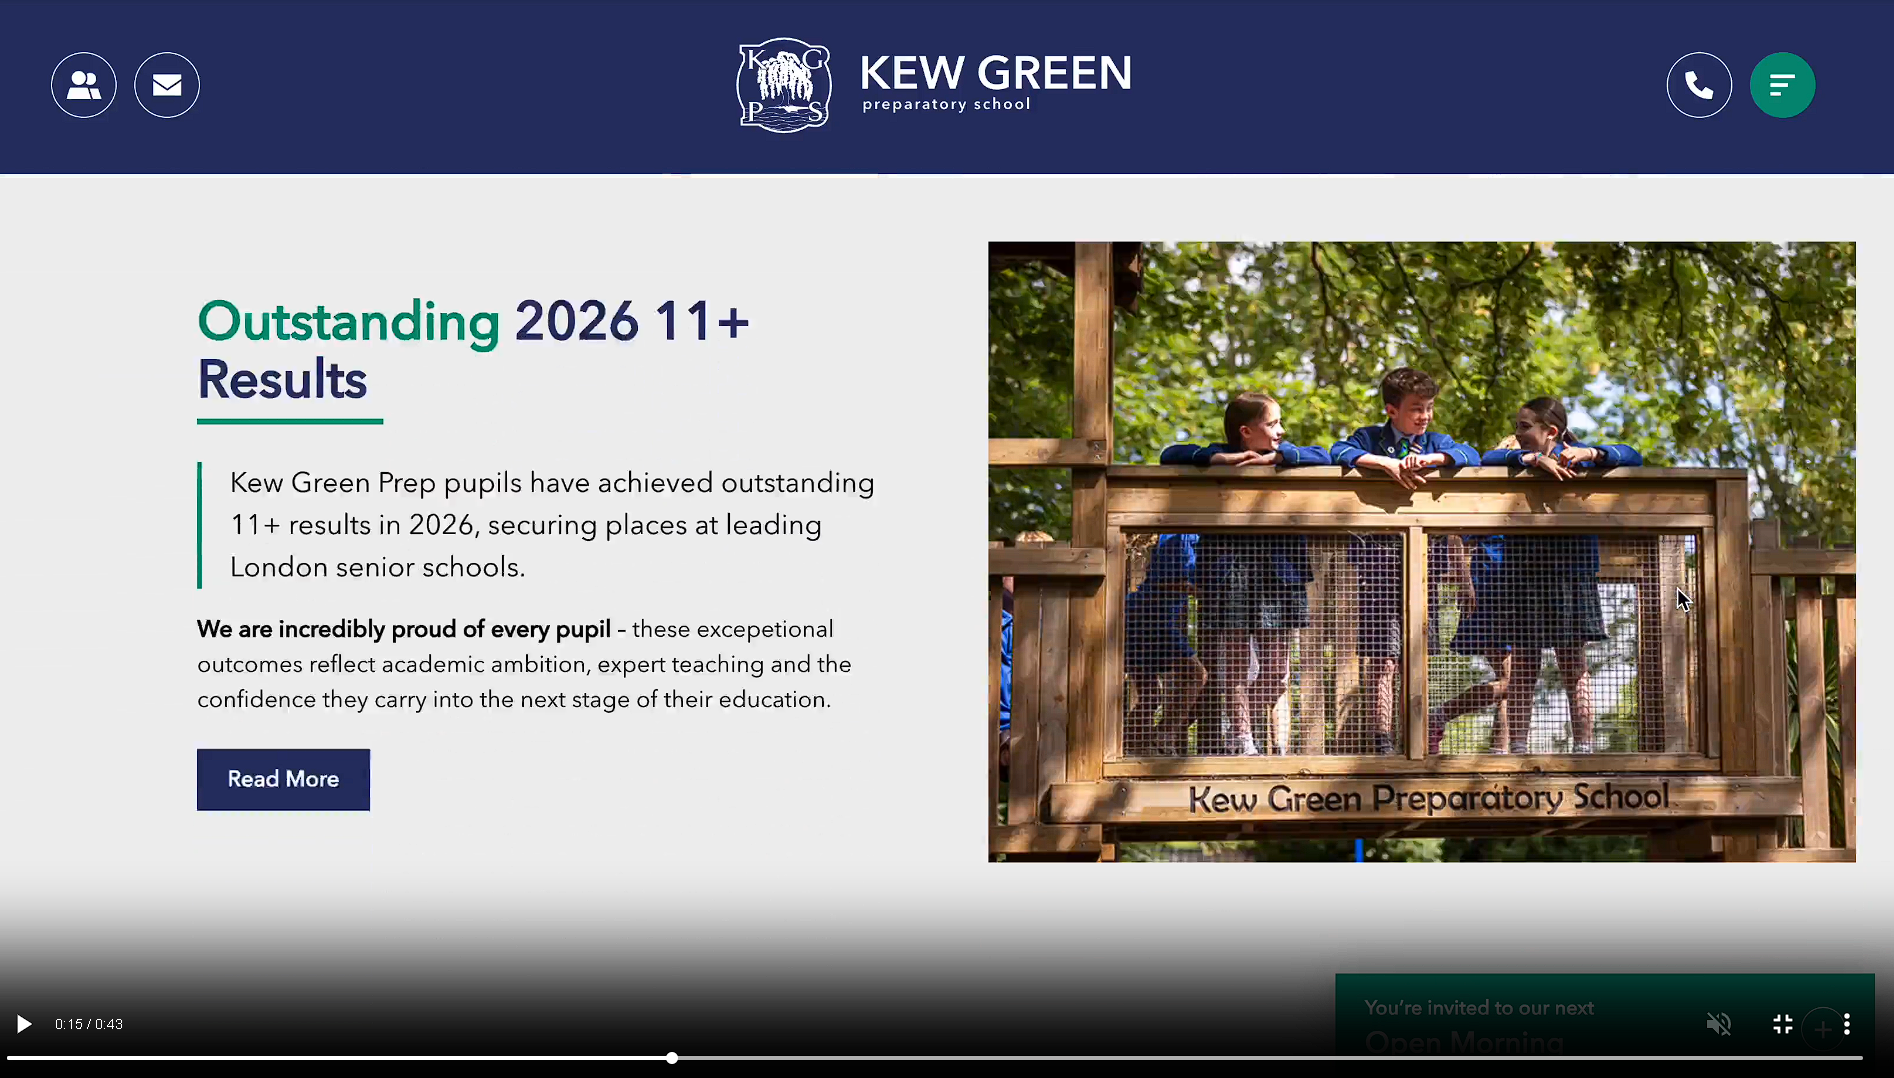 K G
P S
KEW GREEN
preparatory school
Outstanding 2026 11+
Results
Kew Green Prep pupils have achieved outstanding
11+ results in 2026, securing places at leading
London senior schools.
We are incredibly proud of every pupil – these excepetional
outcomes reflect academic ambition, expert teaching and the
confidence they carry into the next stage of their education.
Read More
Kew Green Preparatory School
You're invited to our next
Open Morning
0:15 / 0:43